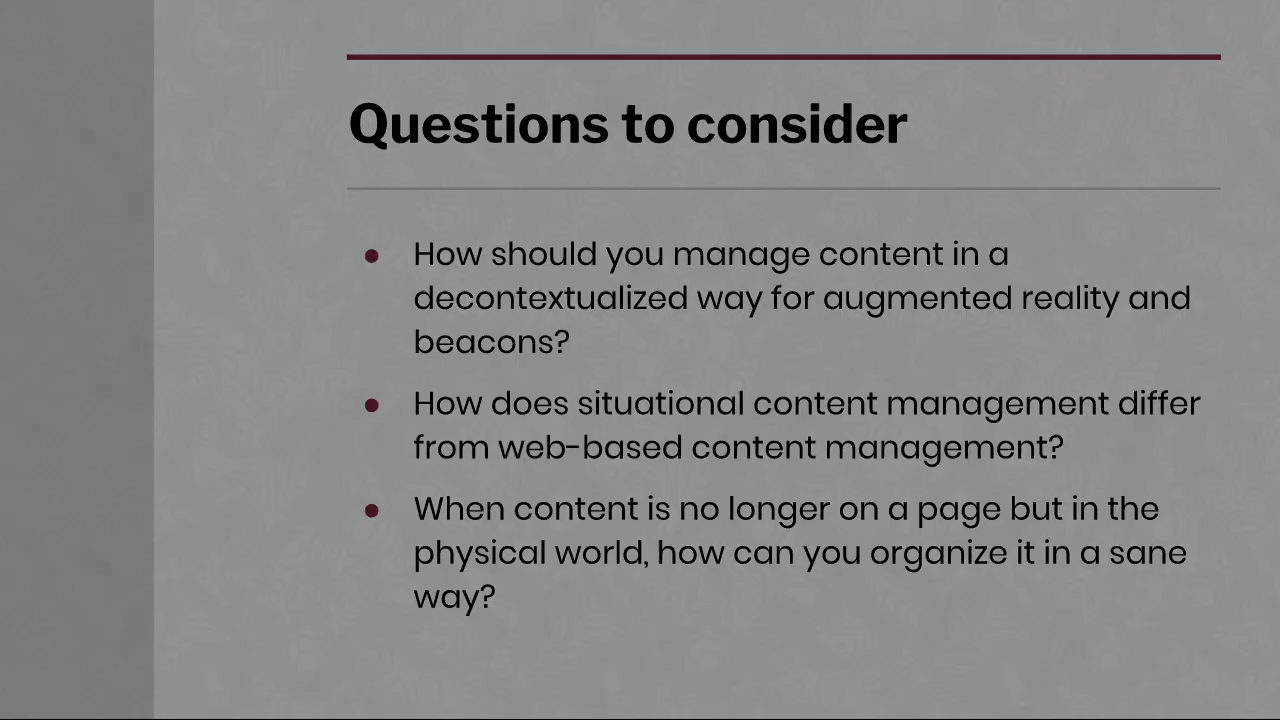 Questions to consider
● How should you manage content in a
decontextualized way for augmented reality and
beacons?
● How does situational content management differ
from web-based content management?
● When content is no longer on a page but in the
physical world, how can you organize it in a sane
way?